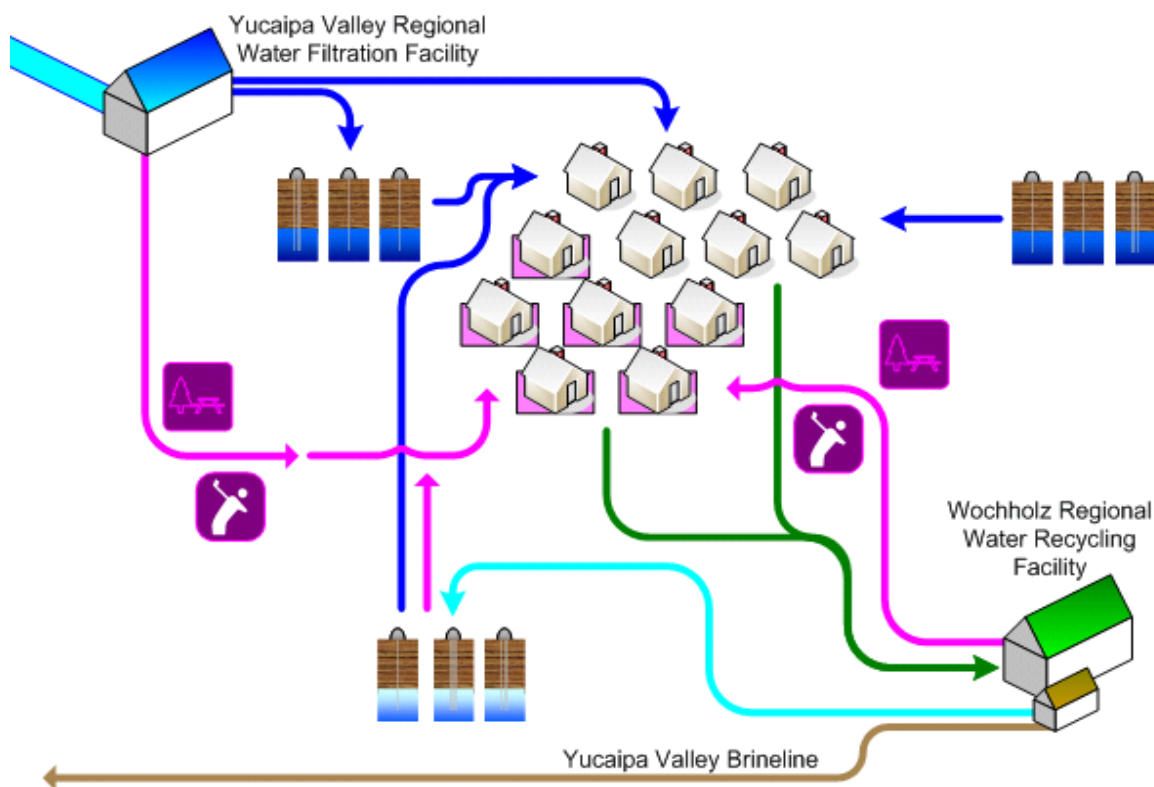 Yucaipa Valley Regional
Water Filtration Facility
Wochholz Regional
Water Recycling
Facility
Yucaipa Valley Brineline